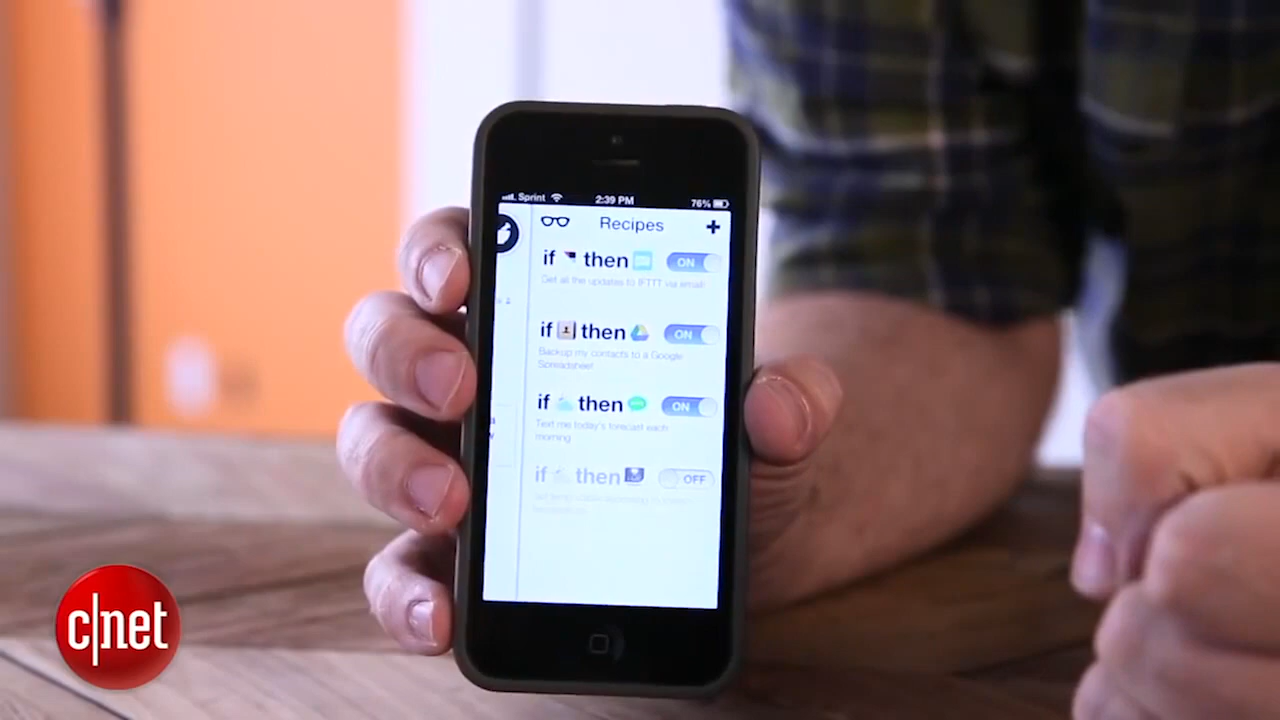 Sprint 2:39 PM 76%
Recipes +
if then ON
Get all the updates to IFTTT via email!
if then ON
Backup my contacts to a Google
Spreadsheet
if then ON
Text me today's forecast each
morning
if then OFF
c|net